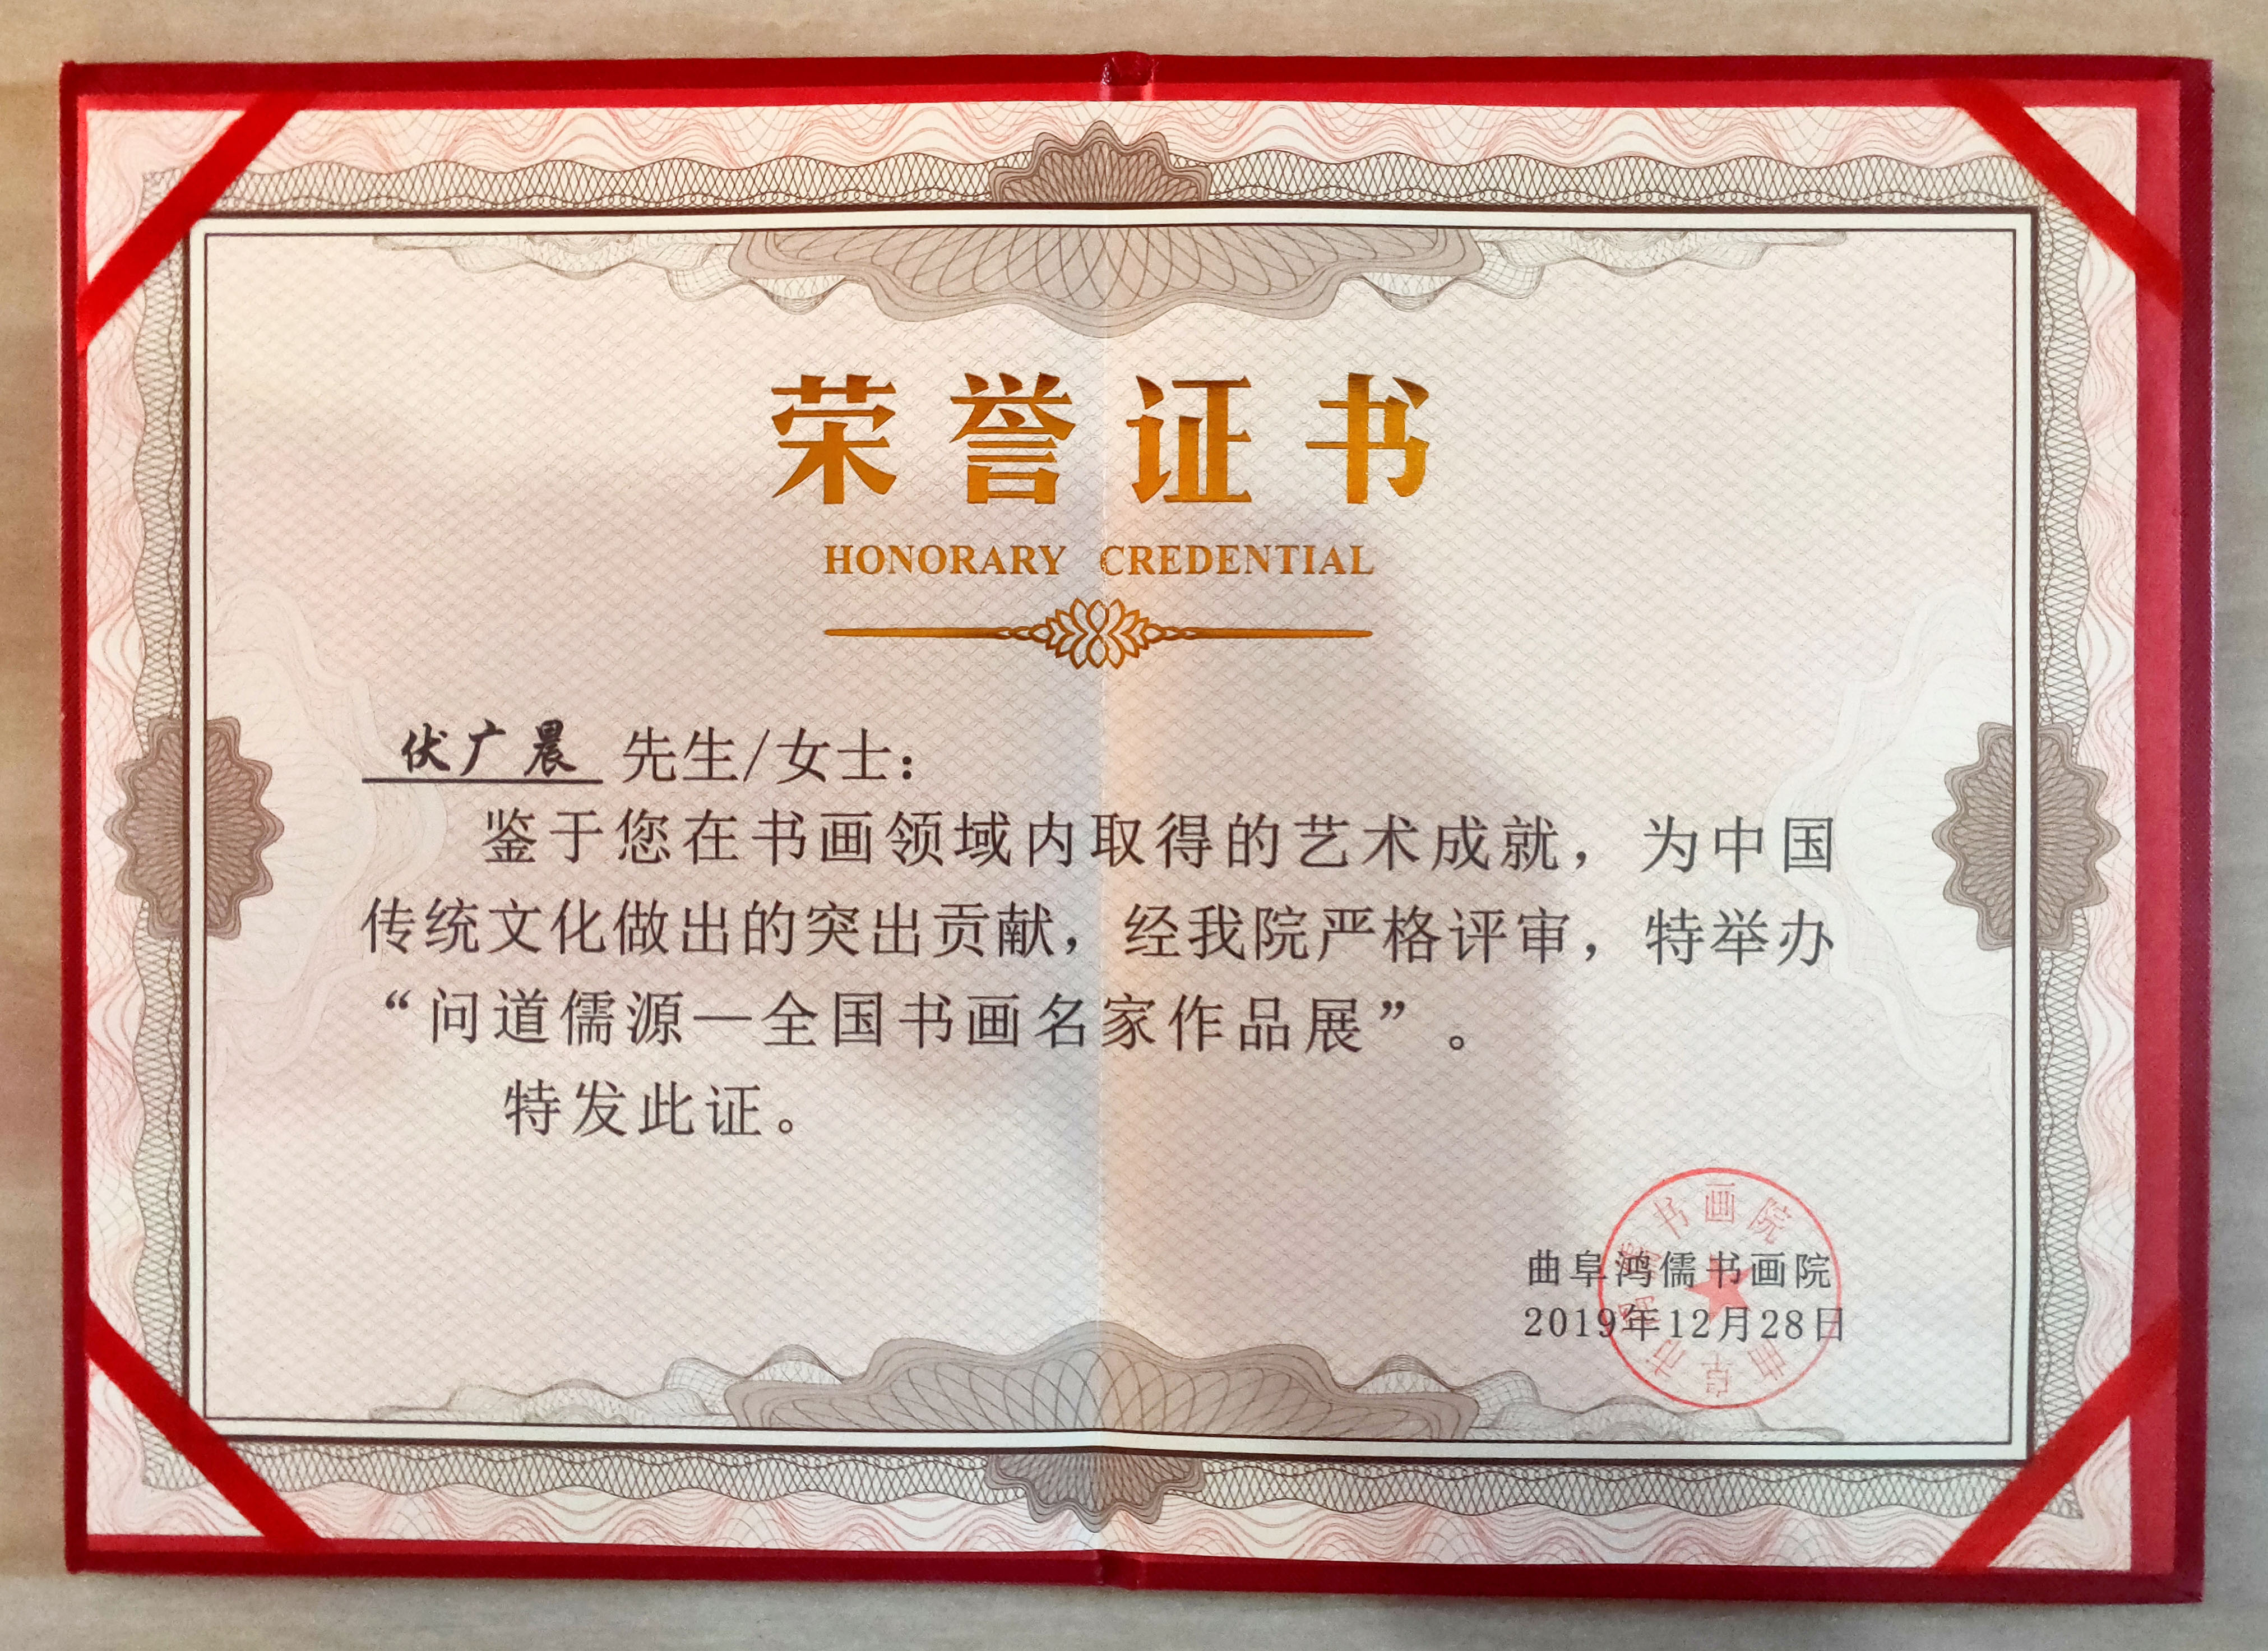 荣誉证书
HONORARY CREDENTIAL
伏广晨 先生/女士：
鉴于您在书画领域内取得的艺术成就，为中国
传统文化做出的突出贡献，经我院严格评审，特举办
“问道儒源—全国书画名家作品展”。
特发此证。
曲阜鸿儒书画院
2019年12月28日